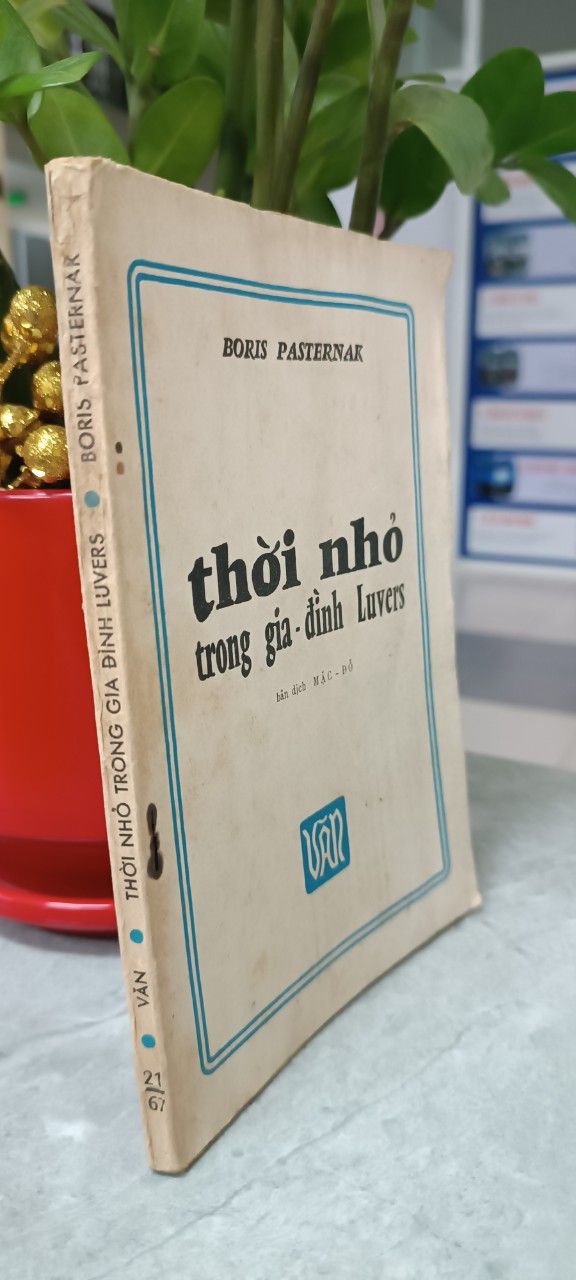 BORIS PASTERNAK
thời nhỏ
trong gia-đình Luvers
bản dịch MẶC-ĐỖ
VĂN
BORIS PASTERNAK • THỜI NHỎ TRONG GIA ĐÌNH LUVERS • VĂN • 21/67